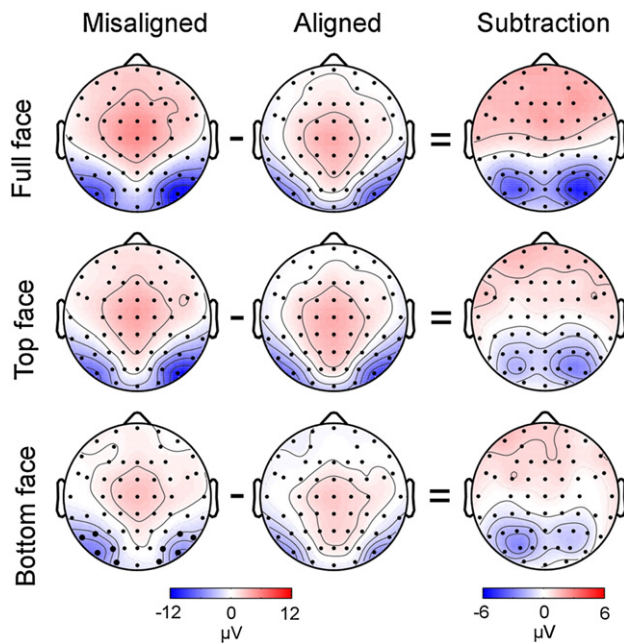 Misaligned Aligned Subtraction
Full face - =
Top face - =
Bottom face - =
-12 0 12 -6 0 6
µV µV